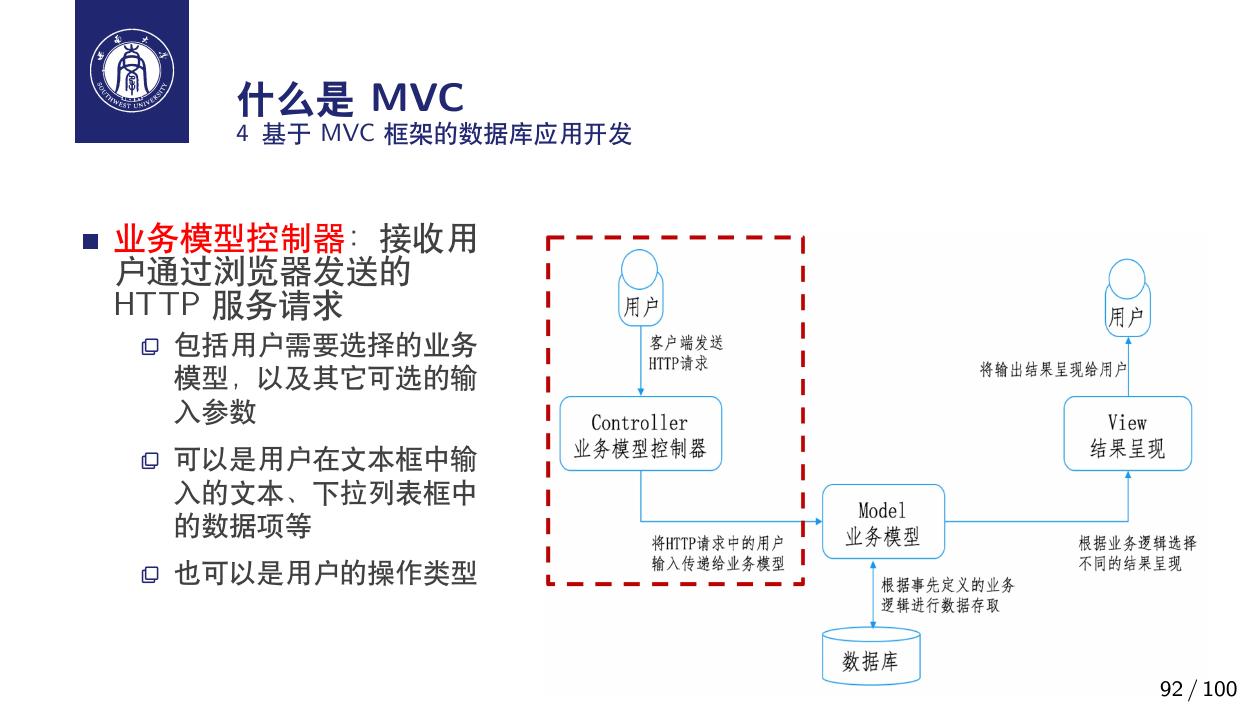 西南大学
SOUTHWEST UNIVERSITY
什么是 MVC
4 基于 MVC 框架的数据库应用开发
业务模型控制器：接收用
户通过浏览器发送的
HTTP 服务请求
包括用户需要选择的业务
模型，以及其它可选的输
入参数
可以是用户在文本框中输
入的文本、下拉列表框中
的数据项等
也可以是用户的操作类型
用户
客户端发送
HTTP请求
Controller
业务模型控制器
将HTTP请求中的用户
输入传递给业务模型
Model
业务模型
根据事先定义的业务
逻辑进行数据存取
数据库
用户
将输出结果呈现给用户
View
结果呈现
根据业务逻辑选择
不同的结果呈现
92 / 100